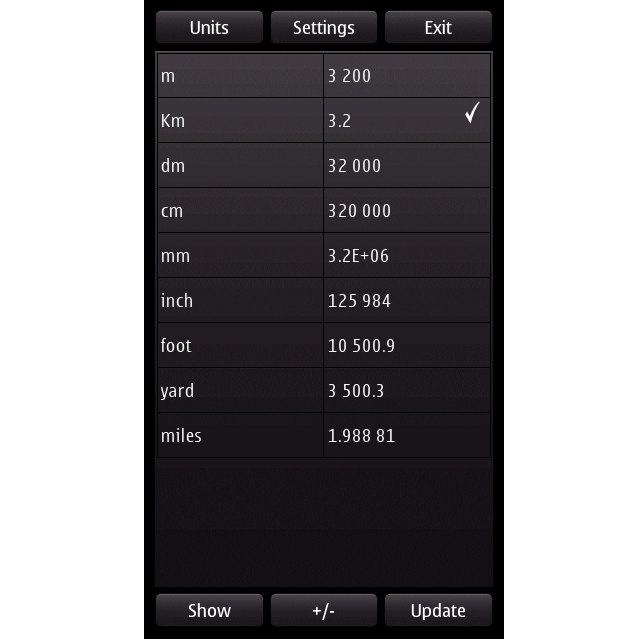 Units Settings Exit
m 3 200
Km 3.2
dm 32 000
cm 320 000
mm 3.2E+06
inch 125 984
foot 10 500.9
yard 3 500.3
miles 1.988 81
Show +/- Update